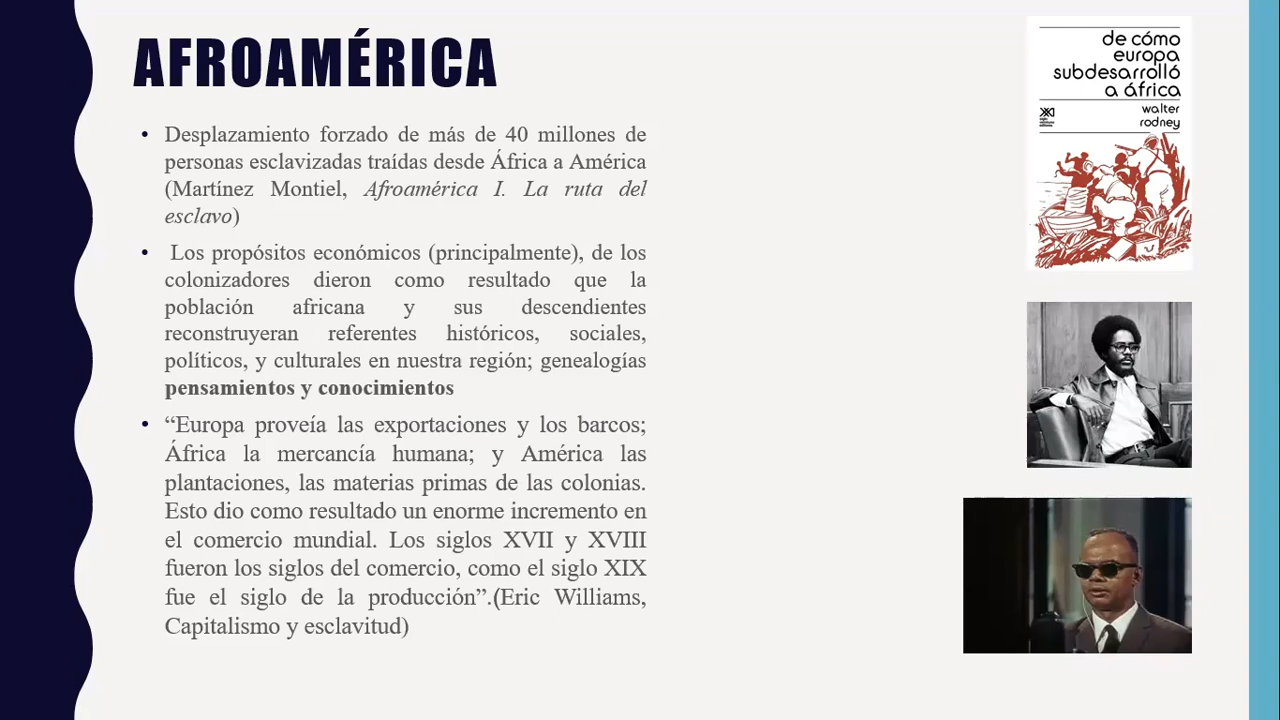 AFROAMÉRICA
• Desplazamiento forzado de más de 40 millones de
personas esclavizadas traídas desde África a América
(Martínez Montiel, Afroamérica I. La ruta del
esclavo)
• Los propósitos económicos (principalmente), de los
colonizadores dieron como resultado que la
población africana y sus descendientes
reconstruyeran referentes históricos, sociales,
políticos, y culturales en nuestra región; genealogías
pensamientos y conocimientos
• “Europa proveía las exportaciones y los barcos;
África la mercancía humana; y América las
plantaciones, las materias primas de las colonias.
Esto dio como resultado un enorme incremento en
el comercio mundial. Los siglos XVII y XVIII
fueron los siglos del comercio, como el siglo XIX
fue el siglo de la producción”.(Eric Williams,
Capitalismo y esclavitud)
de cómo
europa
subdesarrolló
a áfrica
walter
rodney